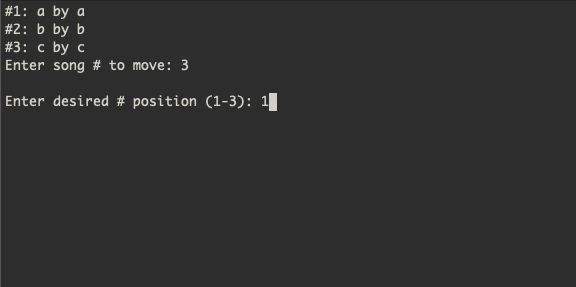 #1: a by a
#2: b by b
#3: c by c
Enter song # to move: 3
Enter desired # position (1-3): 1